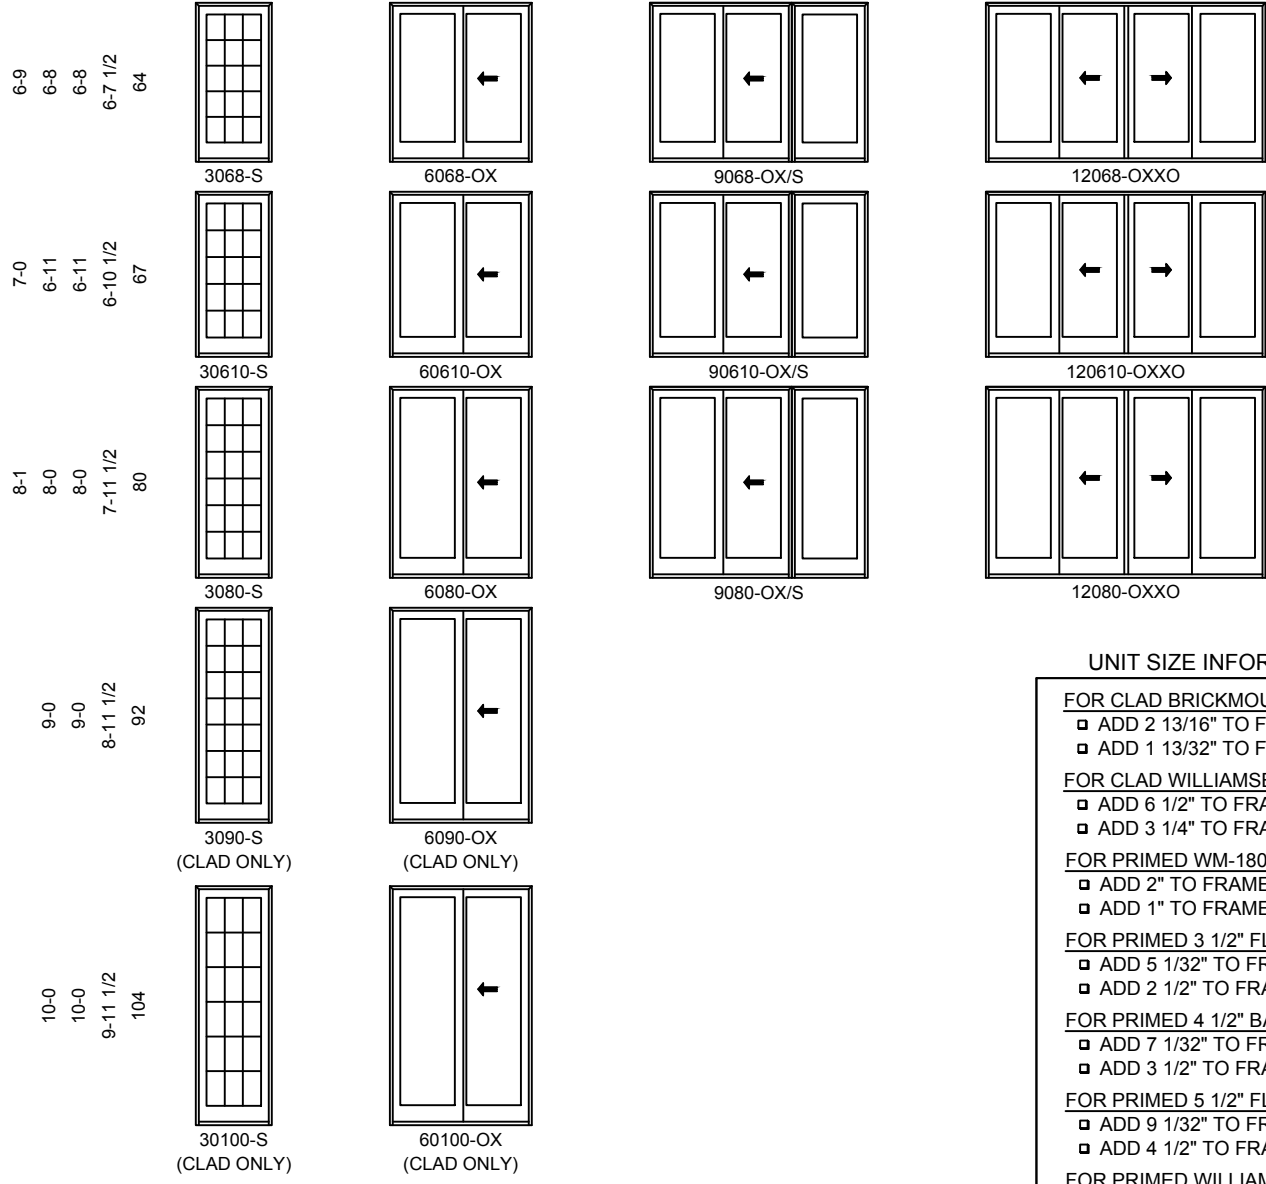 6-9
6-8
6-8
6-7 1/2
64
3068-S
6068-OX
9068-OX/S
12068-OXXO
7-0
6-11
6-11
6-10 1/2
67
30610-S
60610-OX
90610-OX/S
120610-OXXO
8-1
8-0
8-0
7-11 1/2
80
3080-S
6080-OX
9080-OX/S
12080-OXXO
9-0
9-0
8-11 1/2
92
3090-S
(CLAD ONLY)
6090-OX
(CLAD ONLY)
10-0
10-0
9-11 1/2
104
30100-S
(CLAD ONLY)
60100-OX
(CLAD ONLY)
UNIT SIZE INFOR
FOR CLAD BRICKMOU
ADD 2 13/16" TO F
ADD 1 13/32" TO F
FOR CLAD WILLIAMSB
ADD 6 1/2" TO FRA
ADD 3 1/4" TO FRA
FOR PRIMED WM-180
ADD 2" TO FRAME
ADD 1" TO FRAME
FOR PRIMED 3 1/2" FL
ADD 5 1/32" TO FR
ADD 2 1/2" TO FRA
FOR PRIMED 4 1/2" BA
ADD 7 1/32" TO FR
ADD 3 1/2" TO FRA
FOR PRIMED 5 1/2" FL
ADD 9 1/32" TO FR
ADD 4 1/2" TO FRA
FOR PRIMED WILLIAM